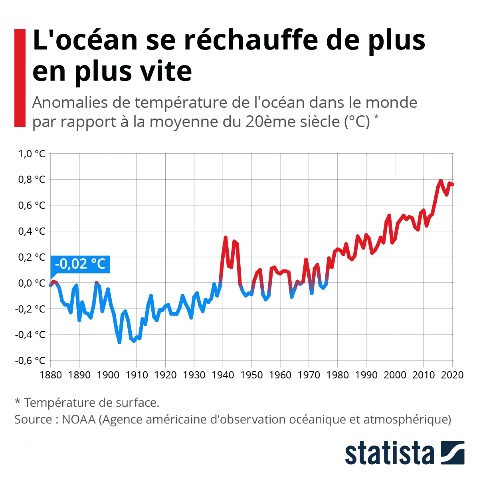 L'océan se réchauffe de plus
en plus vite
Anomalies de température de l'océan dans le monde
par rapport à la moyenne du 20ème siècle (°C) *
1,0 °C
0,8 °C
0,6 °C
0,4 °C
0,2 °C
0,0 °C
-0,2 °C
-0,4 °C
-0,6 °C
-0,02 °C
1880 1890 1900 1910 1920 1930 1940 1950 1960 1970 1980 1990 2000 2010 2020
* Température de surface.
Source : NOAA (Agence américaine d'observation océanique et atmosphérique)
statista